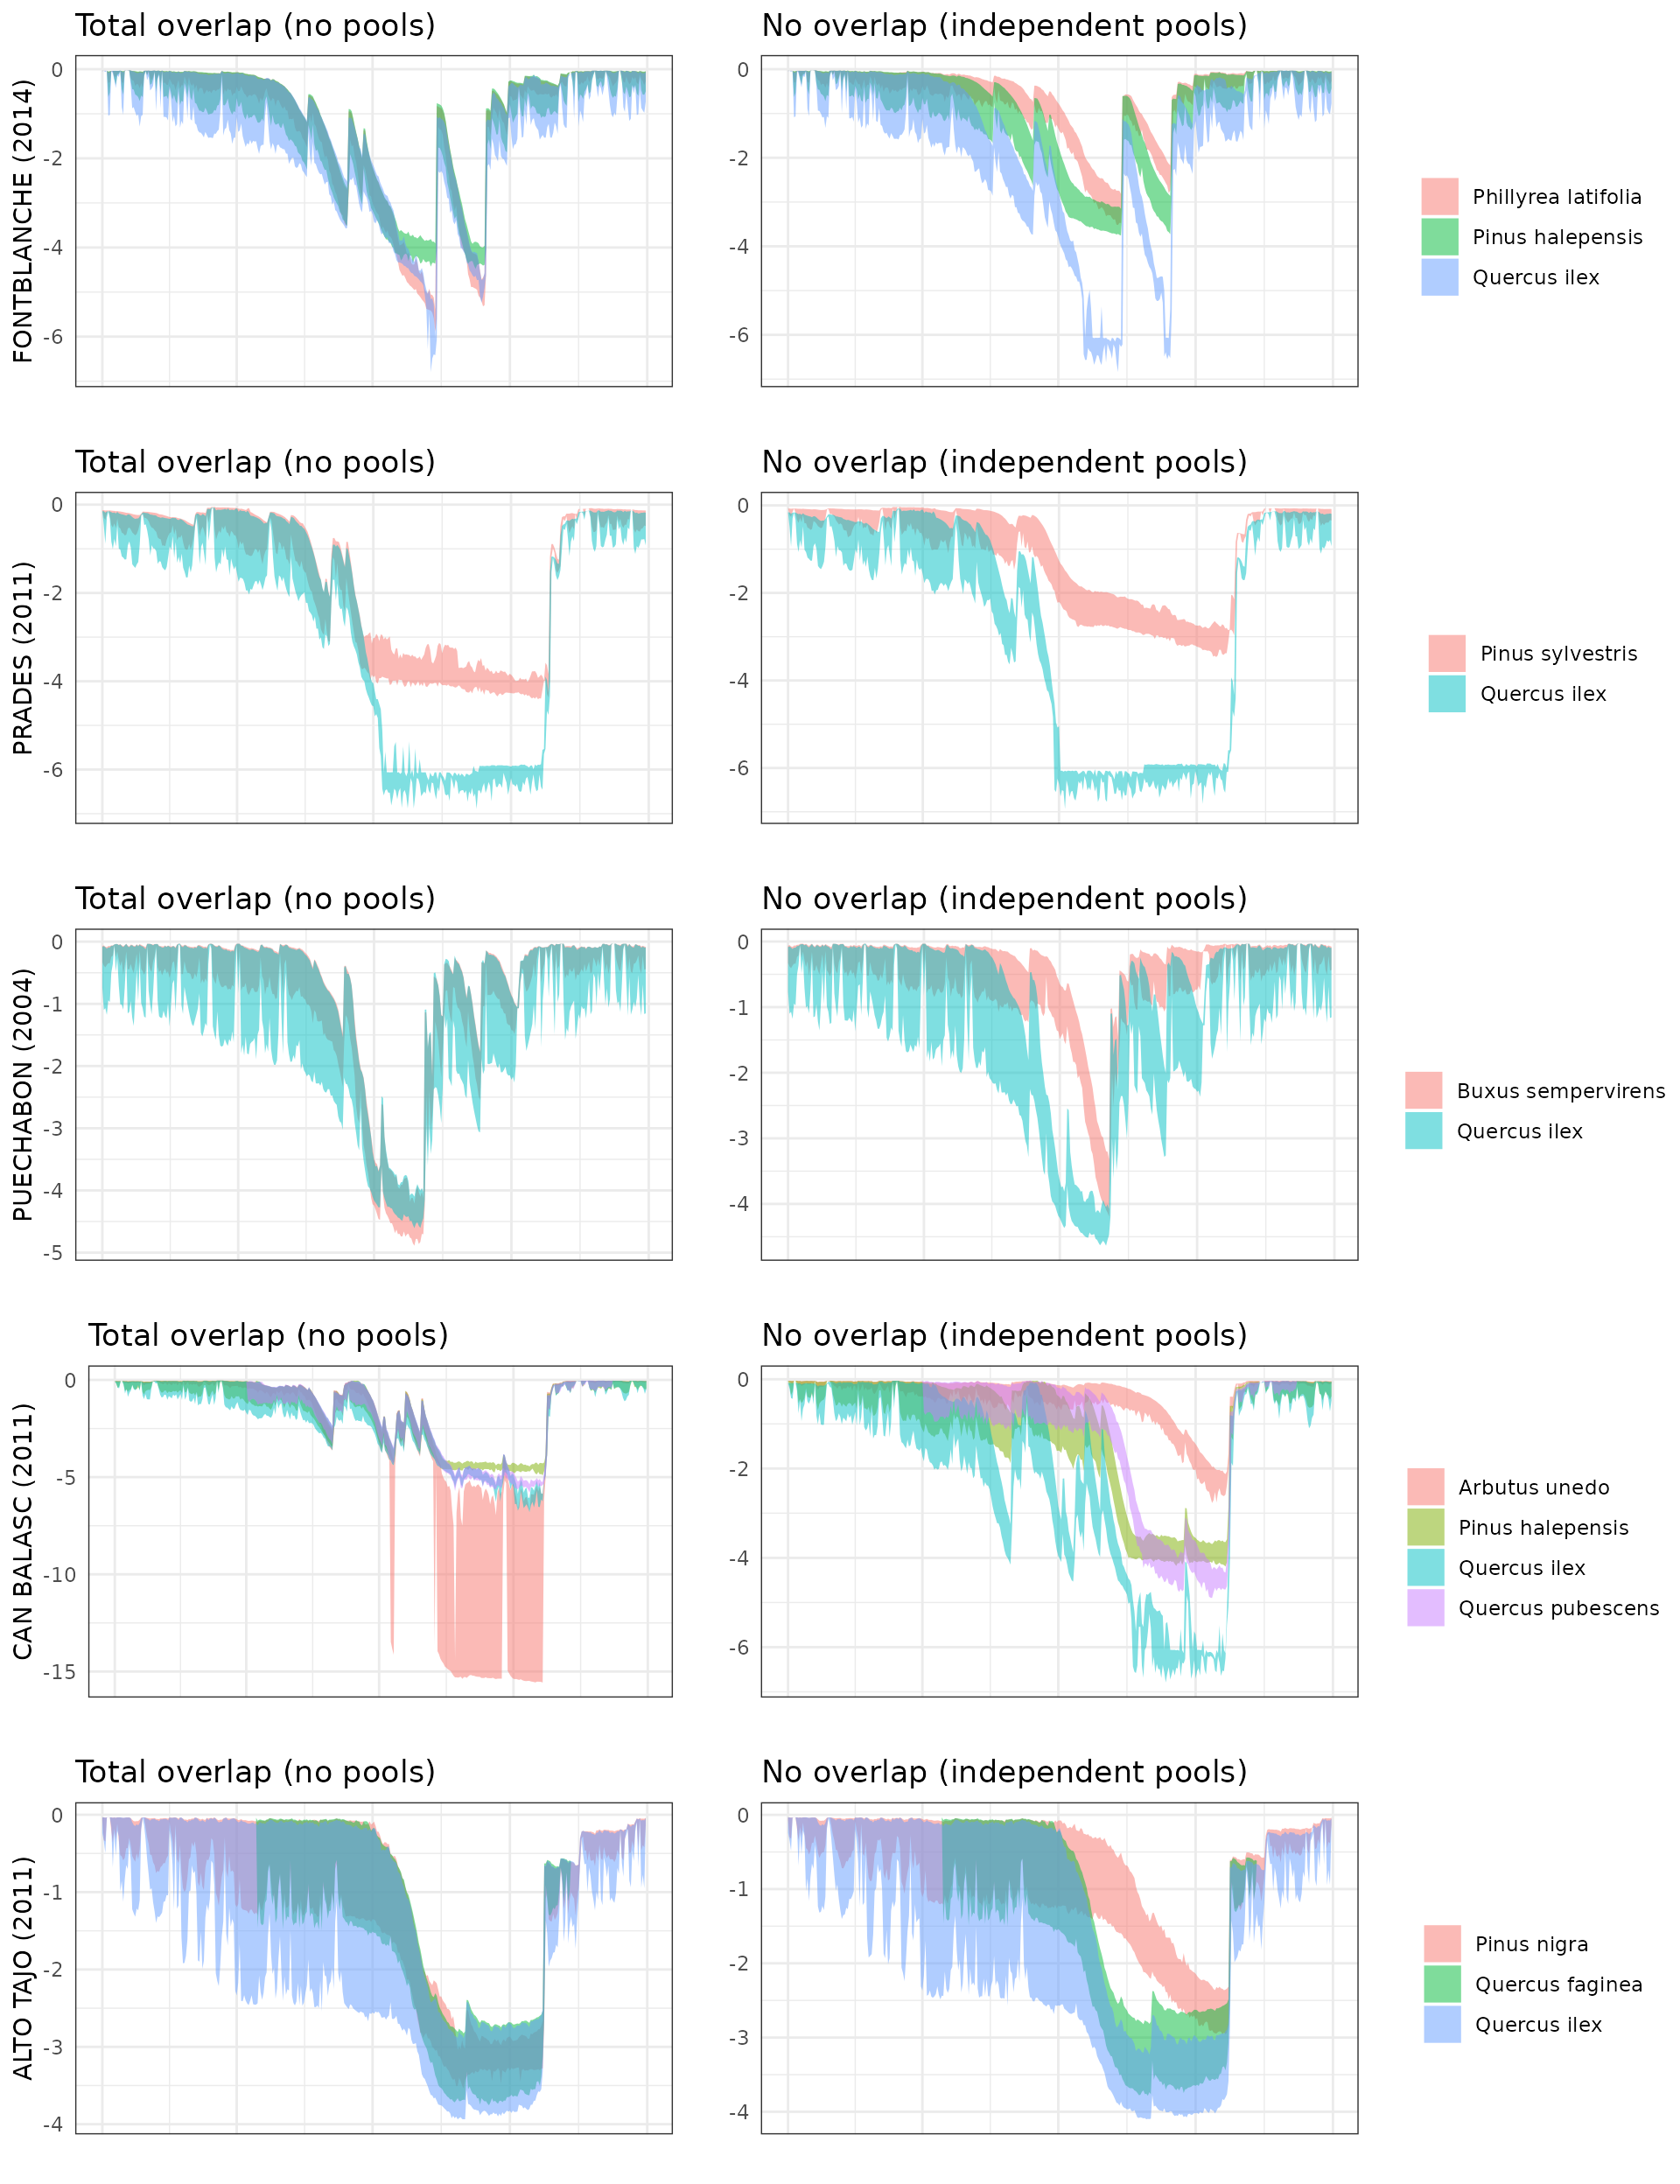 Total overlap (no pools)
No overlap (independent pools)
FONTBLANCHE (2014)
0
-2
-4
-6
0
-2
-4
-6
Phillyrea latifolia
Pinus halepensis
Quercus ilex
Total overlap (no pools)
No overlap (independent pools)
PRADES (2011)
0
-2
-4
-6
0
-2
-4
-6
Pinus sylvestris
Quercus ilex
Total overlap (no pools)
No overlap (independent pools)
PUECHABON (2004)
0
-1
-2
-3
-4
-5
0
-1
-2
-3
-4
Buxus sempervirens
Quercus ilex
Total overlap (no pools)
No overlap (independent pools)
CAN BALASC (2011)
0
-5
-10
-15
0
-2
-4
-6
Arbutus unedo
Pinus halepensis
Quercus ilex
Quercus pubescens
Total overlap (no pools)
No overlap (independent pools)
ALTO TAJO (2011)
0
-1
-2
-3
-4
0
-1
-2
-3
-4
Pinus nigra
Quercus faginea
Quercus ilex